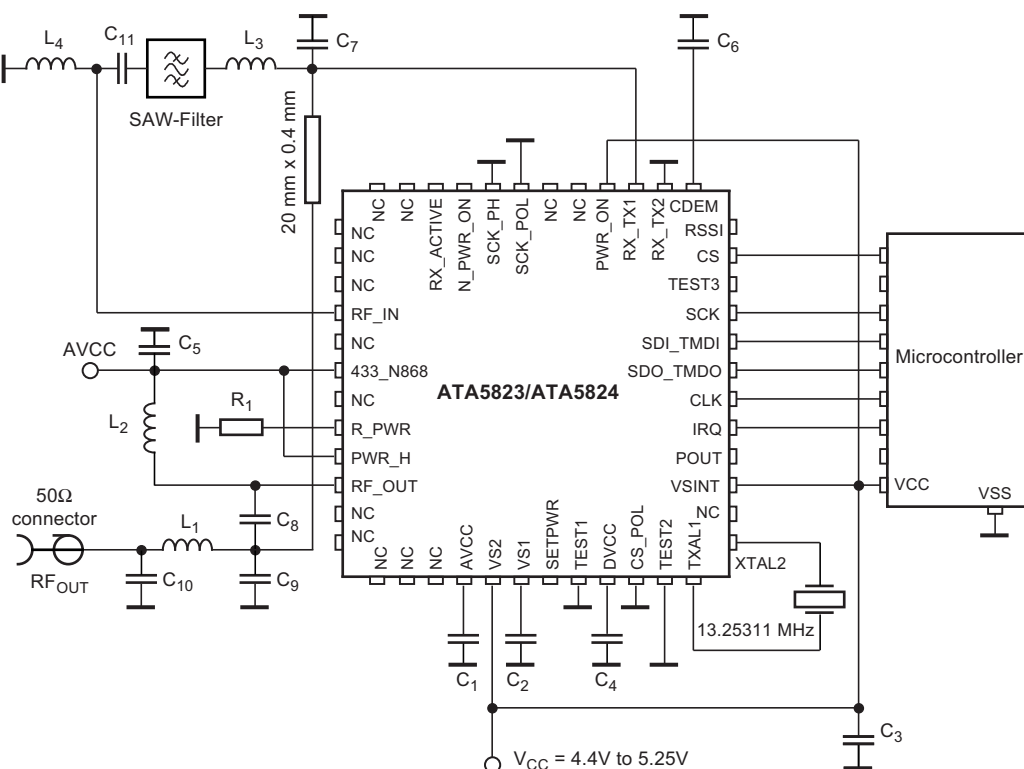 L4
C11
L3
C7
C6
SAW-Filter
20 mm x 0.4 mm
NC
NC
RX_ACTIVE
N_PWR_ON
SCK_PH
SCK_POL
NC
NC
PWR_ON
RX_TX1
RX_TX2
CDEM
NC
NC
NC
RF_IN
NC
433_N868
NC
R_PWR
PWR_H
RF_OUT
NC
NC
RSSI
CS
TEST3
SCK
SDI_TMDI
SDO_TMDO
CLK
IRQ
POUT
VSINT
NC
XTAL2
ATA5823/ATA5824
Microcontroller
VCC
VSS
AVCC
C5
L2
R1
50Ω
connector
RFOUT
L1
C8
C10
C9
NC
NC
NC
AVCC
VS2
VS1
SETPWR
TEST1
DVCC
CS_POL
TEST2
TXAL1
13.25311 MHz
C1
C2
C4
C3
VCC = 4.4V to 5.25V